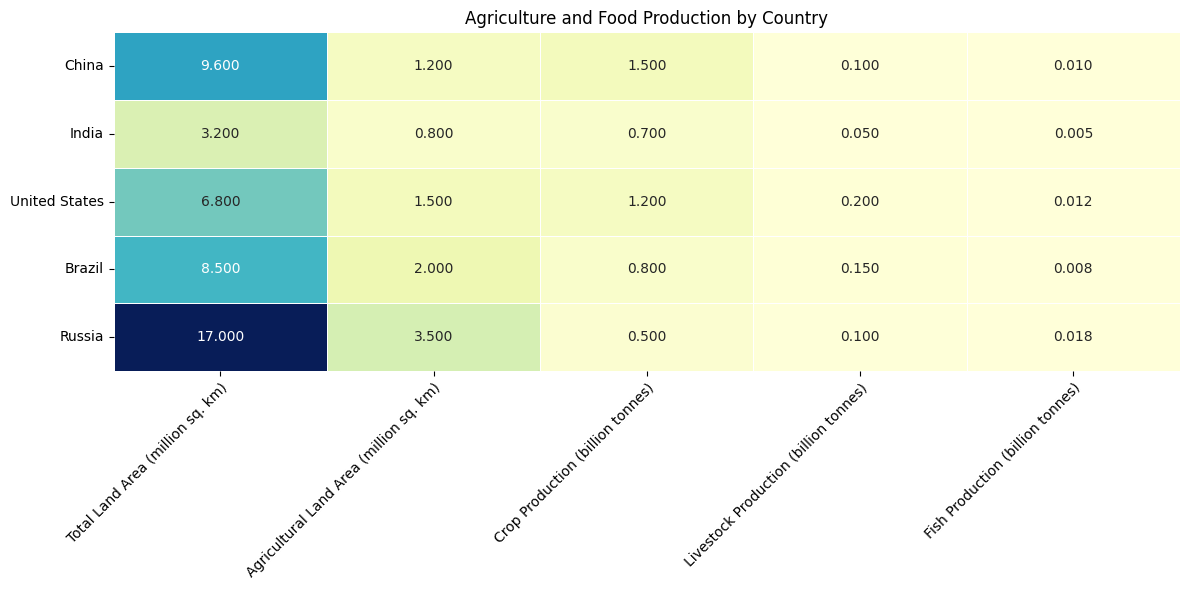 Agriculture and Food Production by Country
China 9.600 1.200 1.500 0.100 0.010
India 3.200 0.800 0.700 0.050 0.005
United States 6.800 1.500 1.200 0.200 0.012
Brazil 8.500 2.000 0.800 0.150 0.008
Russia 17.000 3.500 0.500 0.100 0.018
Total Land Area (million sq. km)
Agricultural Land Area (million sq. km)
Crop Production (billion tonnes)
Livestock Production (billion tonnes)
Fish Production (billion tonnes)